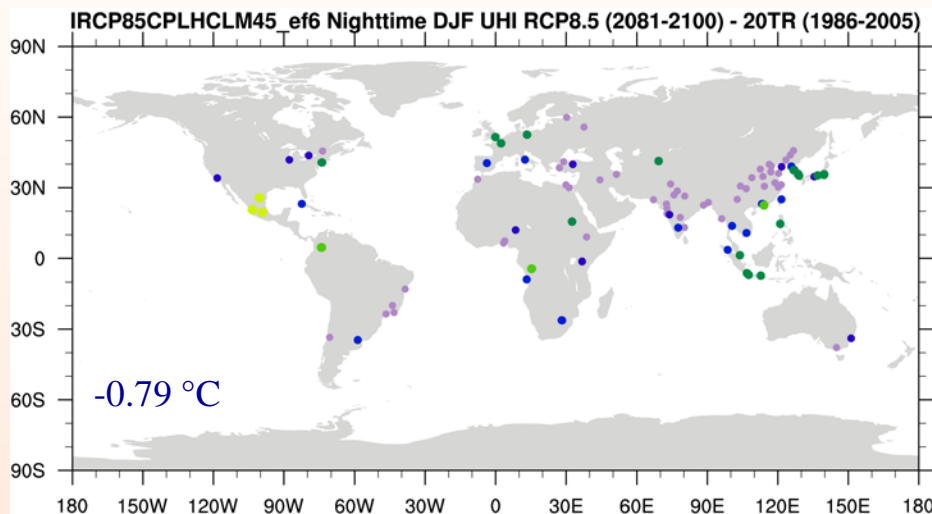 IRCP85CPLHCLM45_ef6 Nighttime DJF UHI RCP8.5 (2081-2100) - 20TR (1986-2005)
90N
60N
30N
0
30S
60S
90S
-0.79 °C
180 150W 120W 90W 60W 30W 0 30E 60E 90E 120E 150E 180